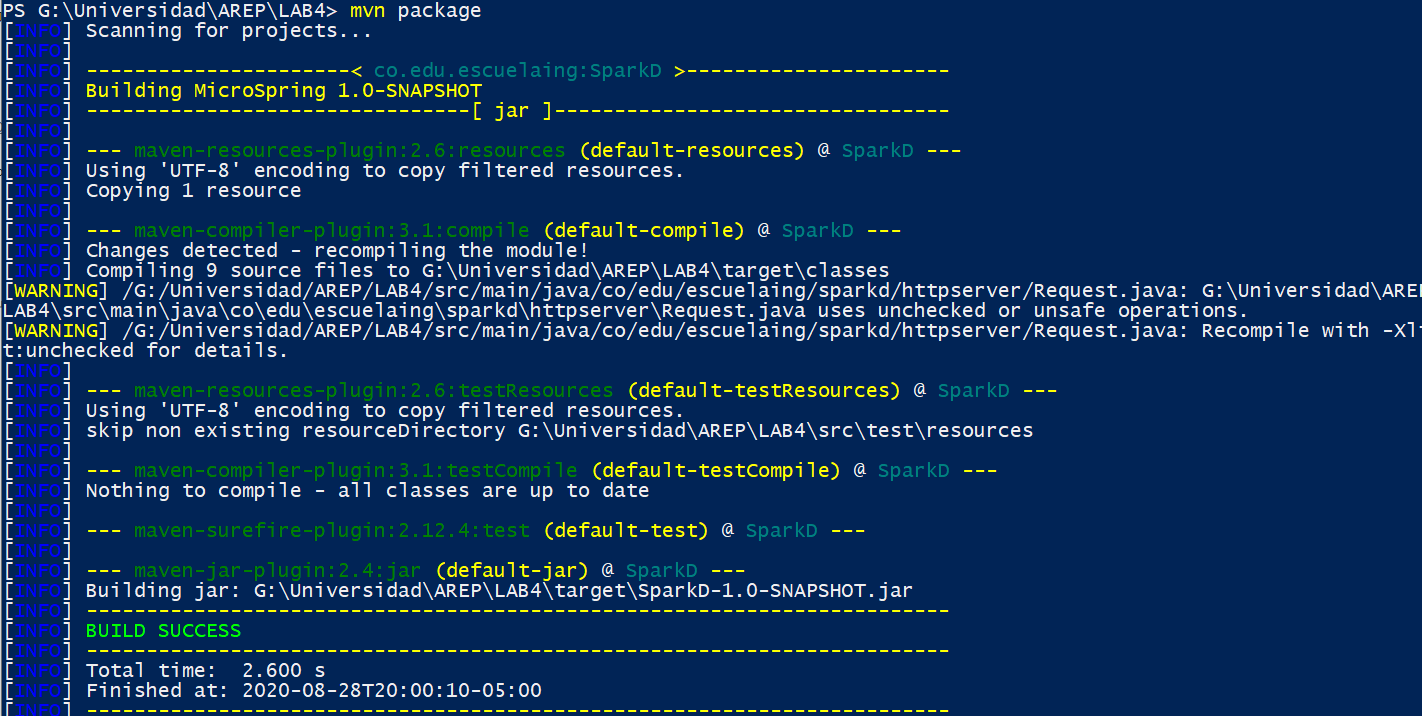 PS G:\Universidad\AREP\LAB4> mvn package
[INFO] Scanning for projects...
[INFO]
[INFO] ----------------------< co.edu.escuelaing:SparkD >----------------------
[INFO] Building MicroSpring 1.0-SNAPSHOT
[INFO] --------------------------------[ jar ]---------------------------------
[INFO]
[INFO] --- maven-resources-plugin:2.6:resources (default-resources) @ SparkD ---
[INFO] Using 'UTF-8' encoding to copy filtered resources.
[INFO] Copying 1 resource
[INFO]
[INFO] --- maven-compiler-plugin:3.1:compile (default-compile) @ SparkD ---
[INFO] Changes detected - recompiling the module!
[INFO] Compiling 9 source files to G:\Universidad\AREP\LAB4\target\classes
[WARNING] /G:/Universidad/AREP/LAB4/src/main/java/co/edu/escuelaing/sparkd/httpserver/Request.java: G:\Universidad\ARE
LAB4\src\main\java\co\edu\escuelaing\sparkd\httpserver\Request.java uses unchecked or unsafe operations.
[WARNING] /G:/Universidad/AREP/LAB4/src/main/java/co/edu/escuelaing/sparkd/httpserver/Request.java: Recompile with -Xli
t:unchecked for details.
[INFO]
[INFO] --- maven-resources-plugin:2.6:testResources (default-testResources) @ SparkD ---
[INFO] Using 'UTF-8' encoding to copy filtered resources.
[INFO] skip non existing resourceDirectory G:\Universidad\AREP\LAB4\src\test\resources
[INFO]
[INFO] --- maven-compiler-plugin:3.1:testCompile (default-testCompile) @ SparkD ---
[INFO] Nothing to compile - all classes are up to date
[INFO]
[INFO] --- maven-surefire-plugin:2.12.4:test (default-test) @ SparkD ---
[INFO]
[INFO] --- maven-jar-plugin:2.4:jar (default-jar) @ SparkD ---
[INFO] Building jar: G:\Universidad\AREP\LAB4\target\SparkD-1.0-SNAPSHOT.jar
[INFO] ------------------------------------------------------------------------
[INFO] BUILD SUCCESS
[INFO] ------------------------------------------------------------------------
[INFO] Total time:  2.600 s
[INFO] Finished at: 2020-08-28T20:00:10-05:00
[INFO] ------------------------------------------------------------------------